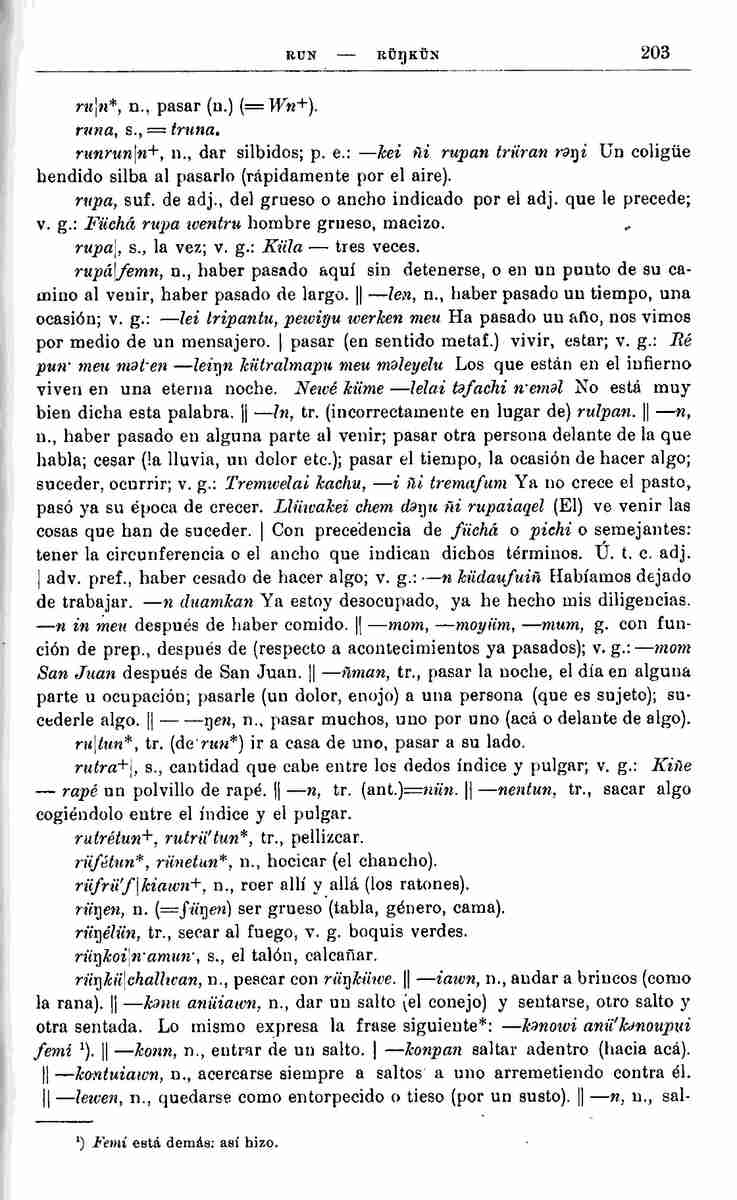 RUN — RÜŊKÜN 203
ru|n*, n., pasar (n.) (= Wn+).
runa, s., = truna.
runrun|n+, n., dar silbidos; p. e.: —kei ñi rupan trüran rəŋi Un coligüe
hendido silba al pasarlo (rápidamente por el aire).
rupa, suf. de adj., del grueso o ancho indicado por el adj. que le precede;
v. g.: Füchá rupa wentru hombre grueso, macizo.
rupa|, s., la vez; v. g.: Küla — tres veces.
rupá|femn, n., haber pasado aquí sin detenerse, o en un punto de su ca-
mino al venir, haber pasado de largo. || —len, n., haber pasado un tiempo, una
ocasión; v. g.: —lei tripantu, pewiyu werken meu Ha pasado un año, nos vimos
por medio de un mensajero. | pasar (en sentido metaf.) vivir, estar; v. g.: Ré
pun· meu mət·en —leiŋn kütralmapu meu məleyelu Los que están en el infierno
viven en una eterna noche. Newé küme —lelai təfachi n·eməl No está muy
bien dicha esta palabra. || —ln, tr. (incorrectamente en lugar de) rulpan. || —n,
n., haber pasado en alguna parte al venir; pasar otra persona delante de la que
habla; cesar (la lluvia, un dolor etc.); pasar el tiempo, la ocasión de hacer algo;
suceder, ocurrir; v. g.: Tremwelai kachu, —i ñi tremafum Ya no crece el pasto,
pasó ya su época de crecer. Llüwakei chem dəŋu ñi rupaiaqel (El) ve venir las
cosas que han de suceder. | Con precedencia de füchá o pichi o semejantes:
tener la circunferencia o el ancho que indican dichos términos. Ú. t. c. adj.
| adv. pref., haber cesado de hacer algo; v. g.: —n küdaufuiñ Habíamos dejado
de trabajar. —n duamkan Ya estoy desocupado, ya he hecho mis diligencias.
—n in meu después de haber comido. || —mom, —moyüm, —mum, g. con fun-
ción de prep., después de (respecto a acontecimientos ya pasados); v. g.: —mom
San Juan después de San Juan. || —ñman, tr., pasar la noche, el día en alguna
parte u ocupación; pasarle (un dolor, enojo) a una persona (que es sujeto); su-
cederle algo. || — —ŋen, n., pasar muchos, uno por uno (acá o delante de algo).
ru|tun*, tr. (de run*) ir a casa de uno, pasar a su lado.
rutra+|, s., cantidad que cabe entre los dedos índice y pulgar; v. g.: Kiñe
— rapé un polvillo de rapé. || —n, tr. (ant.)=nün. || —nentun, tr., sacar algo
cogiéndolo entre el índice y el pulgar.
rutrétun+, rutrü'tun*, tr., pellizcar.
rüfétun*, rünetun*, n., hocicar (el chancho).
rüfrü'f|kiawn+, n., roer allí y allá (los ratones).
rüŋen, n. (=füŋen) ser grueso (tabla, género, cama).
rüŋélün, tr., secar al fuego, v. g. boquis verdes.
rüŋkoi|n·amun·, s., el talón, calcañar.
rüŋkü|challwan, n., pescar con rüŋküwe. || —iawn, n., andar a brincos (como
la rana). || —kənu anüiawn, n., dar un salto (el conejo) y sentarse, otro salto y
otra sentada. Lo mismo expresa la frase siguiente*: —kənowi anü'kənoupui
femi ¹). || —konn, n., entrar de un salto. | —konpan saltar adentro (hacia acá).
|| —kontuiawn, n., acercarse siempre a saltos a uno arremetiendo contra él.
|| —lewen, n., quedarse como entorpecido o tieso (por un susto). || —n, n., sal-
¹) Femi está demás: así hizo.